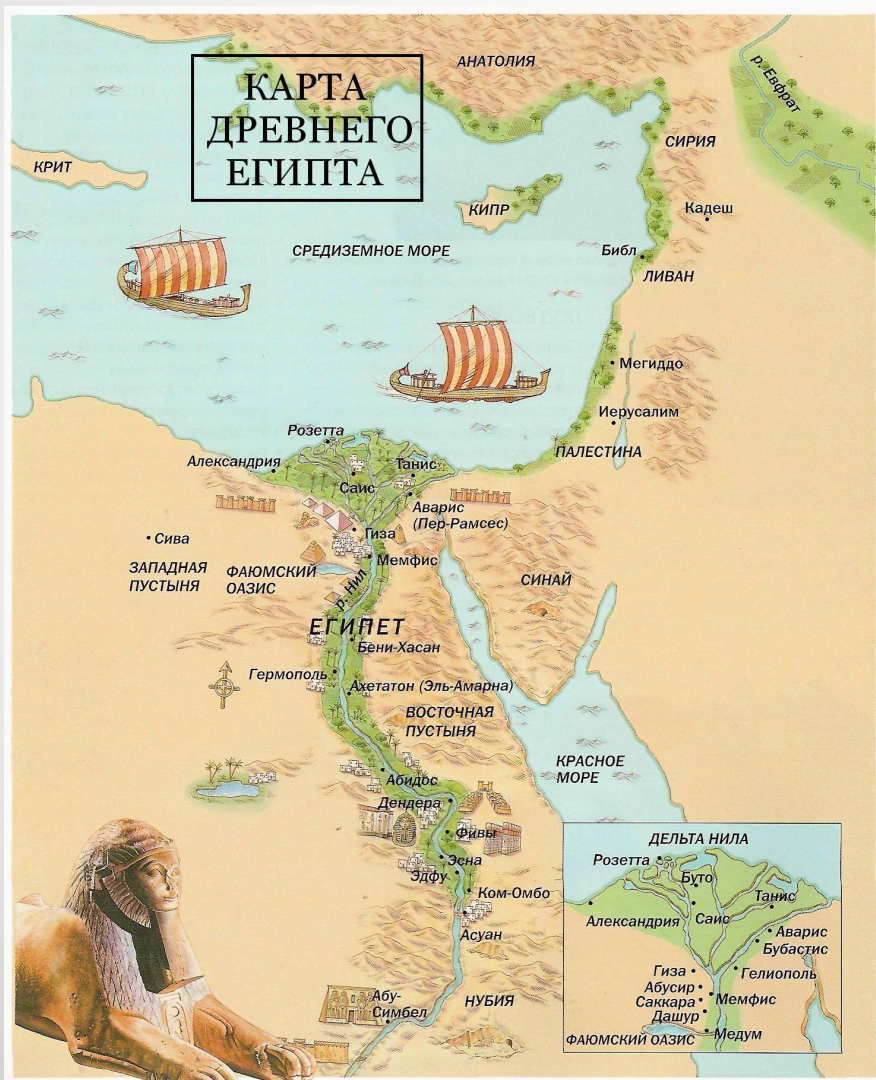 КАРТА
ДРЕВНЕГО
ЕГИПТА
АНАТОЛИЯ
р. Евфрат
СИРИЯ
КРИТ
КИПР
Кадеш
СРЕДИЗЕМНОЕ МОРЕ
Библ
ЛИВАН
Мегиддо
Иерусалим
ПАЛЕСТИНА
Розетта
Александрия
Танис
Саис
Аварис
(Пер-Рамсес)
Гиза
Сива
Мемфис
ЗАПАДНАЯ
ПУСТЫНЯ
ФАЮМСКИЙ
ОАЗИС
р. Нил
СИНАЙ
ЕГИПЕТ
Бени-Хасан
Гермополь
Ахетатон (Эль-Амарна)
ВОСТОЧНАЯ
ПУСТЫНЯ
КРАСНОЕ
МОРЕ
Абидос
Дендера
Фивы
Эсна
Эдфу
Ком-Омбо
Асуан
Абу-
Симбел
НУБИЯ
ДЕЛЬТА НИЛА
Розетта
Буто
Танис
Александрия
Саис
Аварис
Бубастис
Гиза
Гелиополь
Абусир
Саккара
Мемфис
Дашур
Медум
ФАЮМСКИЙ ОАЗИС